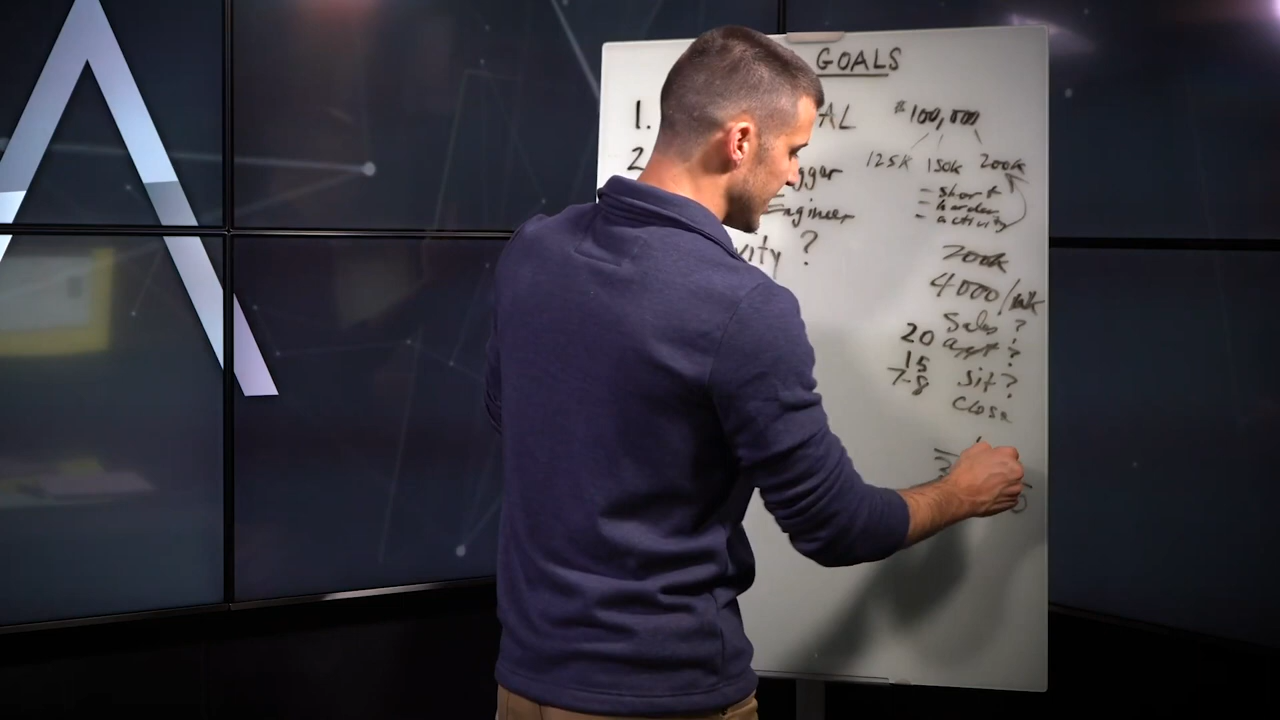 GOALS
1. AL
$100,000
2
125K 150K 200K
gger
- short
- harder
- activity
Engineer
vity ?
200k
4000/wk
Sales ?
20 appt ?
15
7-8 Sit ?
Close